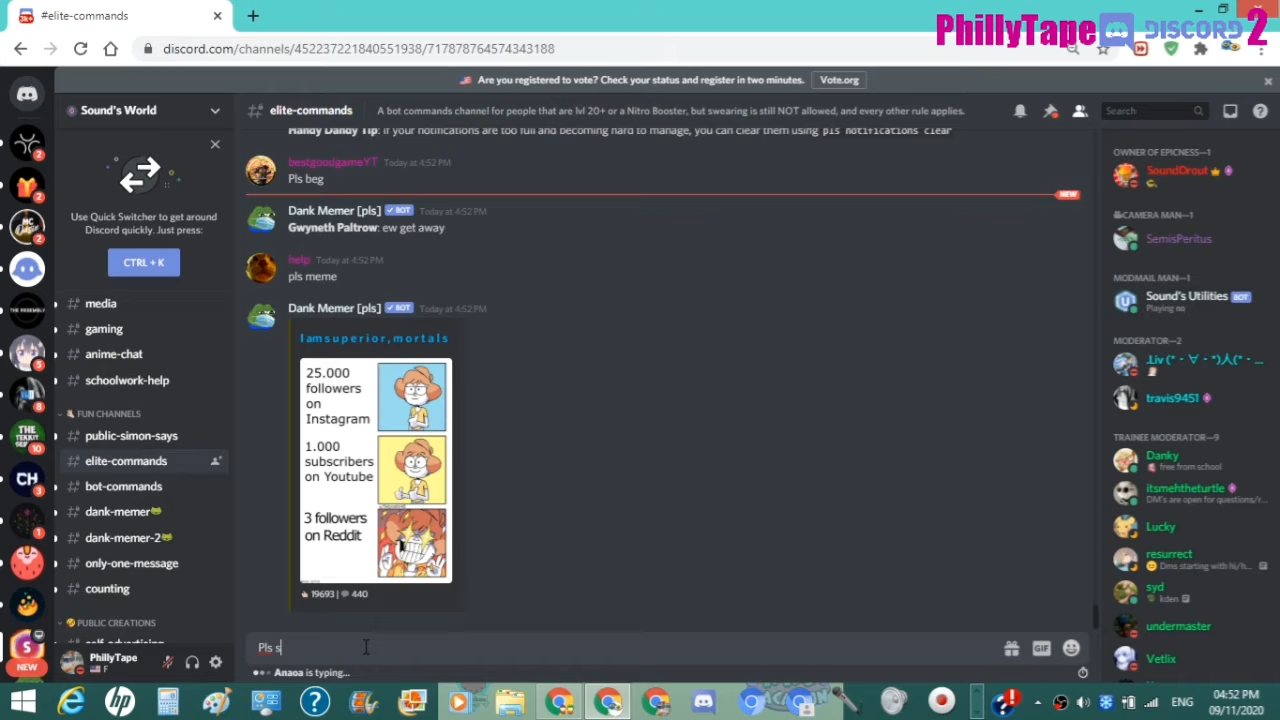 #elite-commands
PhillyTape DISCORD 2
discord.com/channels/452237221840551938/717878764574343188
Are you registered to vote? Check your status and register in two minutes. Vote.org
Sound's World
elite-commands
A bot commands channel for people that are lvl 20+ or a Nitro Booster, but swearing is still NOT allowed, and every other rule applies.
Search
Handy Dandy Tip: If your notifications are too full and becoming hard to manage, you can clear them using pls notifications clear
Use Quick Switcher to get around
Discord quickly. Just press:
CTRL + K
media
gaming
anime-chat
schoolwork-help
FUN CHANNELS
public-simon-says
elite-commands
bot-commands
dank-memer
dank-memer-2
only-one-message
counting
PUBLIC CREATIONS
self-advertising
NEW
PhillyTape
F
bestgoodgameYT Today at 4:52 PM
Pls beg
NEW
Dank Memer [pls] BOT Today at 4:52 PM
Gwyneth Paltrow: ew get away
help Today at 4:52 PM
pls meme
Dank Memer [pls] BOT Today at 4:52 PM
I a m s u p e r i o r , m o r t a l s
25.000
followers
on
Instagram
1.000
subscribers
on Youtube
3 followers
on Reddit
19693 | 440
Pls s
GIF
Anaoa is typing...
OWNER OF EPICNESS—1
SoundDrout
CAMERA MAN—1
SemisPeritus
MODMAIL MAN—1
Sound's Utilities BOT
Playing no
MODERATOR—2
travis9451
TRAINEE MODERATOR—9
Danky
free from school
itsmehtheturtle
DM's are open for questions/r...
Lucky
resurrect
Dms starting with hi/h...
syd
kden
undermaster
Vetlix
ENG
04:52 PM
09/11/2020